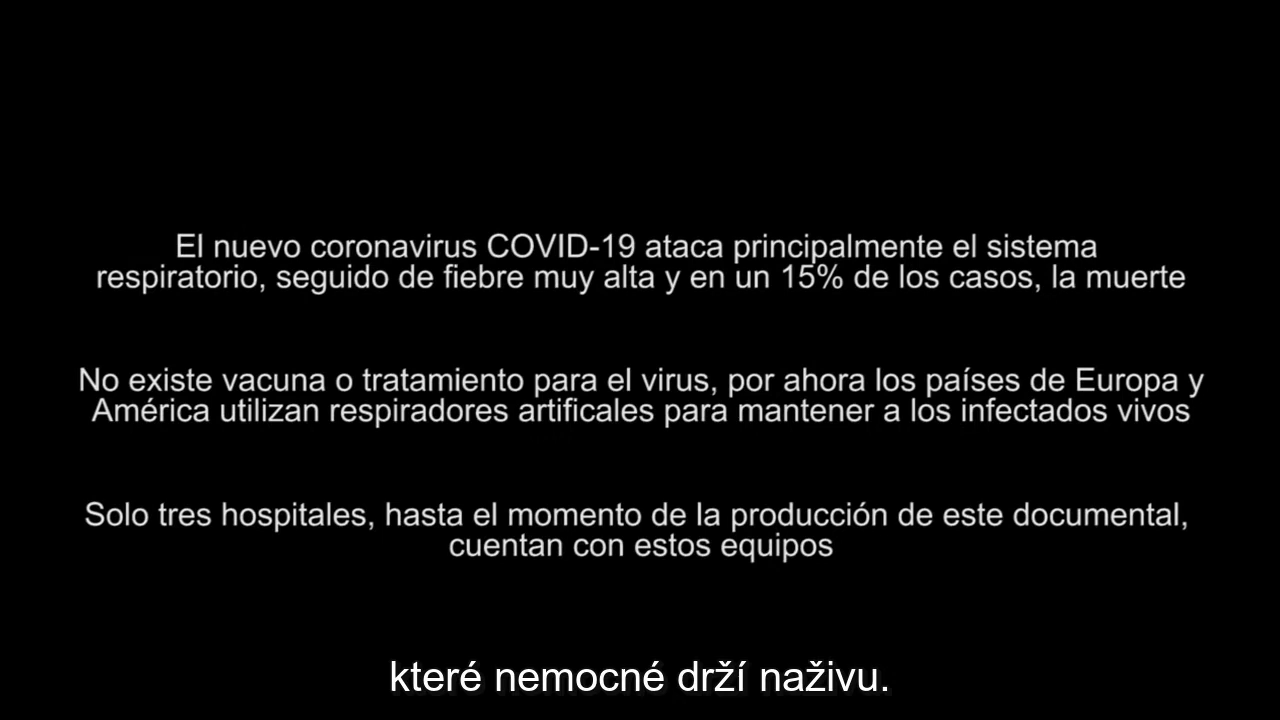 El nuevo coronavirus COVID-19 ataca principalmente el sistema
respiratorio, seguido de fiebre muy alta y en un 15% de los casos, la muerte
No existe vacuna o tratamiento para el virus, por ahora los países de Europa y
América utilizan respiradores artificales para mantener a los infectados vivos
Solo tres hospitales, hasta el momento de la producción de este documental,
cuentan con estos equipos
které nemocné drží naživu.